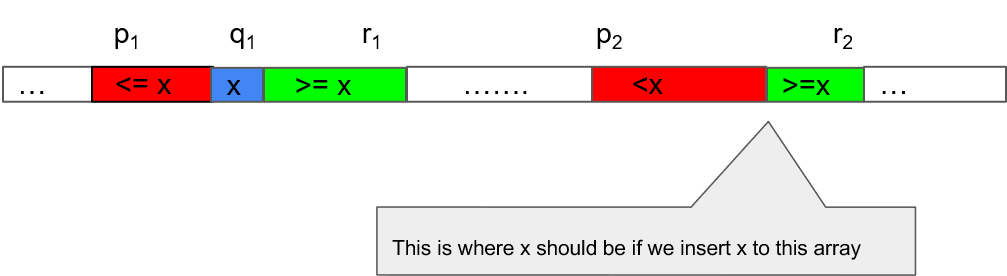 p₁ q₁ r₁ p₂ r₂
... <= x x >= x ....... <x >=x ...
This is where x should be if we insert x to this array